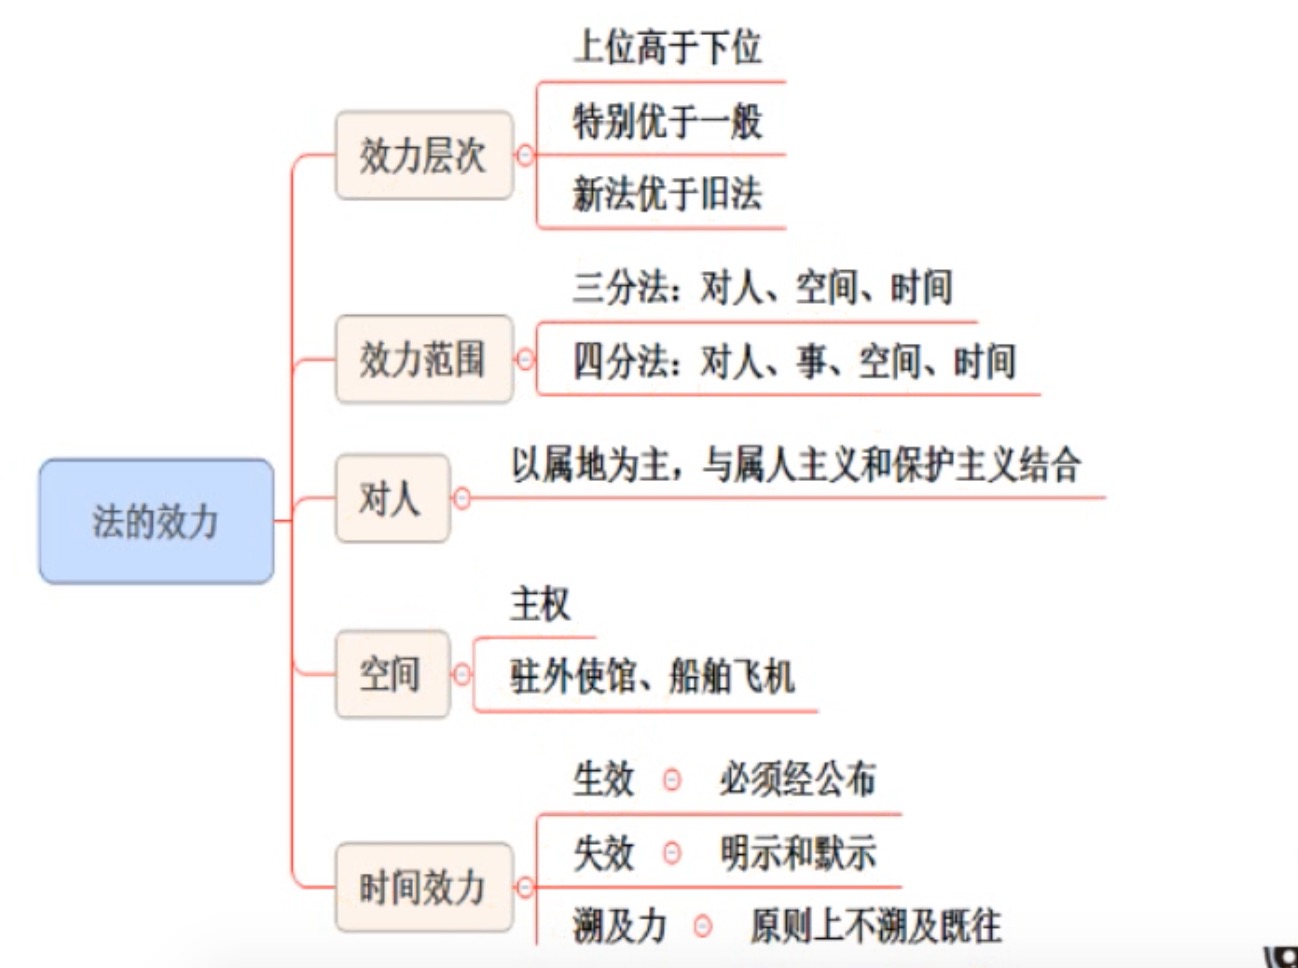 法的效力
效力层次
上位高于下位
特别优于一般
新法优于旧法
效力范围
三分法：对人、空间、时间
四分法：对人、事、空间、时间
对人
以属地为主，与属人主义和保护主义结合
空间
主权
驻外使馆、船舶飞机
时间效力
生效 必须经公布
失效 明示和默示
溯及力 原则上不溯及既往